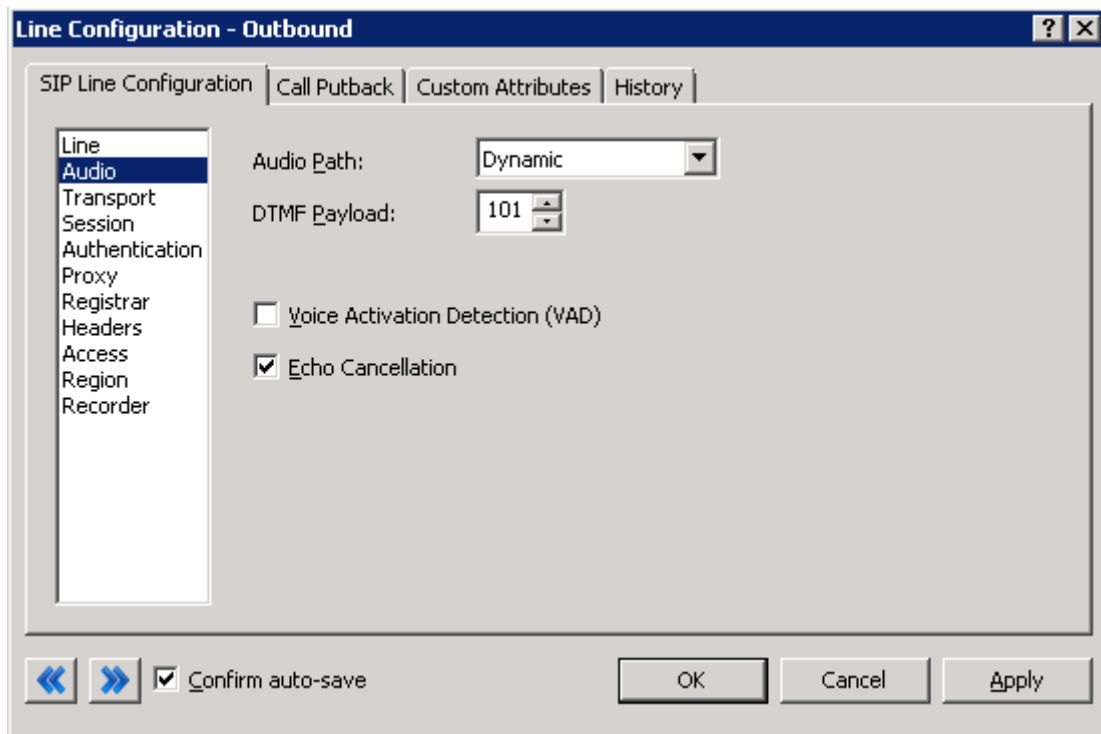 Line Configuration - Outbound
SIP Line Configuration
Call Putback
Custom Attributes
History
Line
Audio
Transport
Session
Authentication
Proxy
Registrar
Headers
Access
Region
Recorder
Audio Path:
Dynamic
DTMF Payload:
101
Voice Activation Detection (VAD)
Echo Cancellation
Confirm auto-save
OK
Cancel
Apply